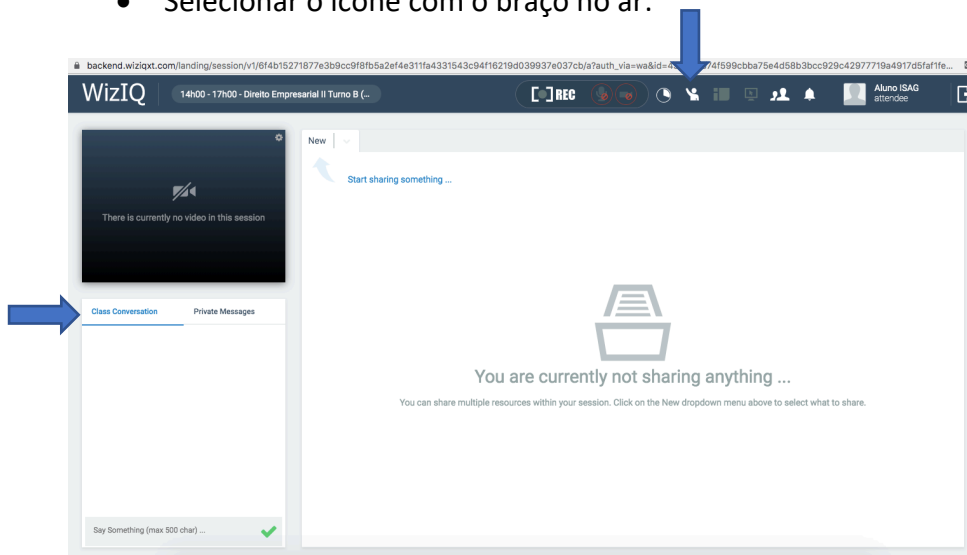 • Selecionar o ícone com o braço no ar.
backend.wiziqxt.com/landing/session/v1/6f4b15271877e3b9cc9f8fb5a2ef4e311fa4331543c94f16219d039937e037cb/a?auth_via=wa&id=4 74f599cbba75e4d58b3bcc929c42977719a4917d5faf1fe...
WizIQ 14h00 - 17h00 - Direito Empresarial II Turno B (... REC Aluno ISAG
attendee
New
Start sharing something ...
There is currently no video in this session
Class Conversation Private Messages
You are currently not sharing anything ...
You can share multiple resources within your session. Click on the New dropdown menu above to select what to share.
Say Something (max 500 char) ...